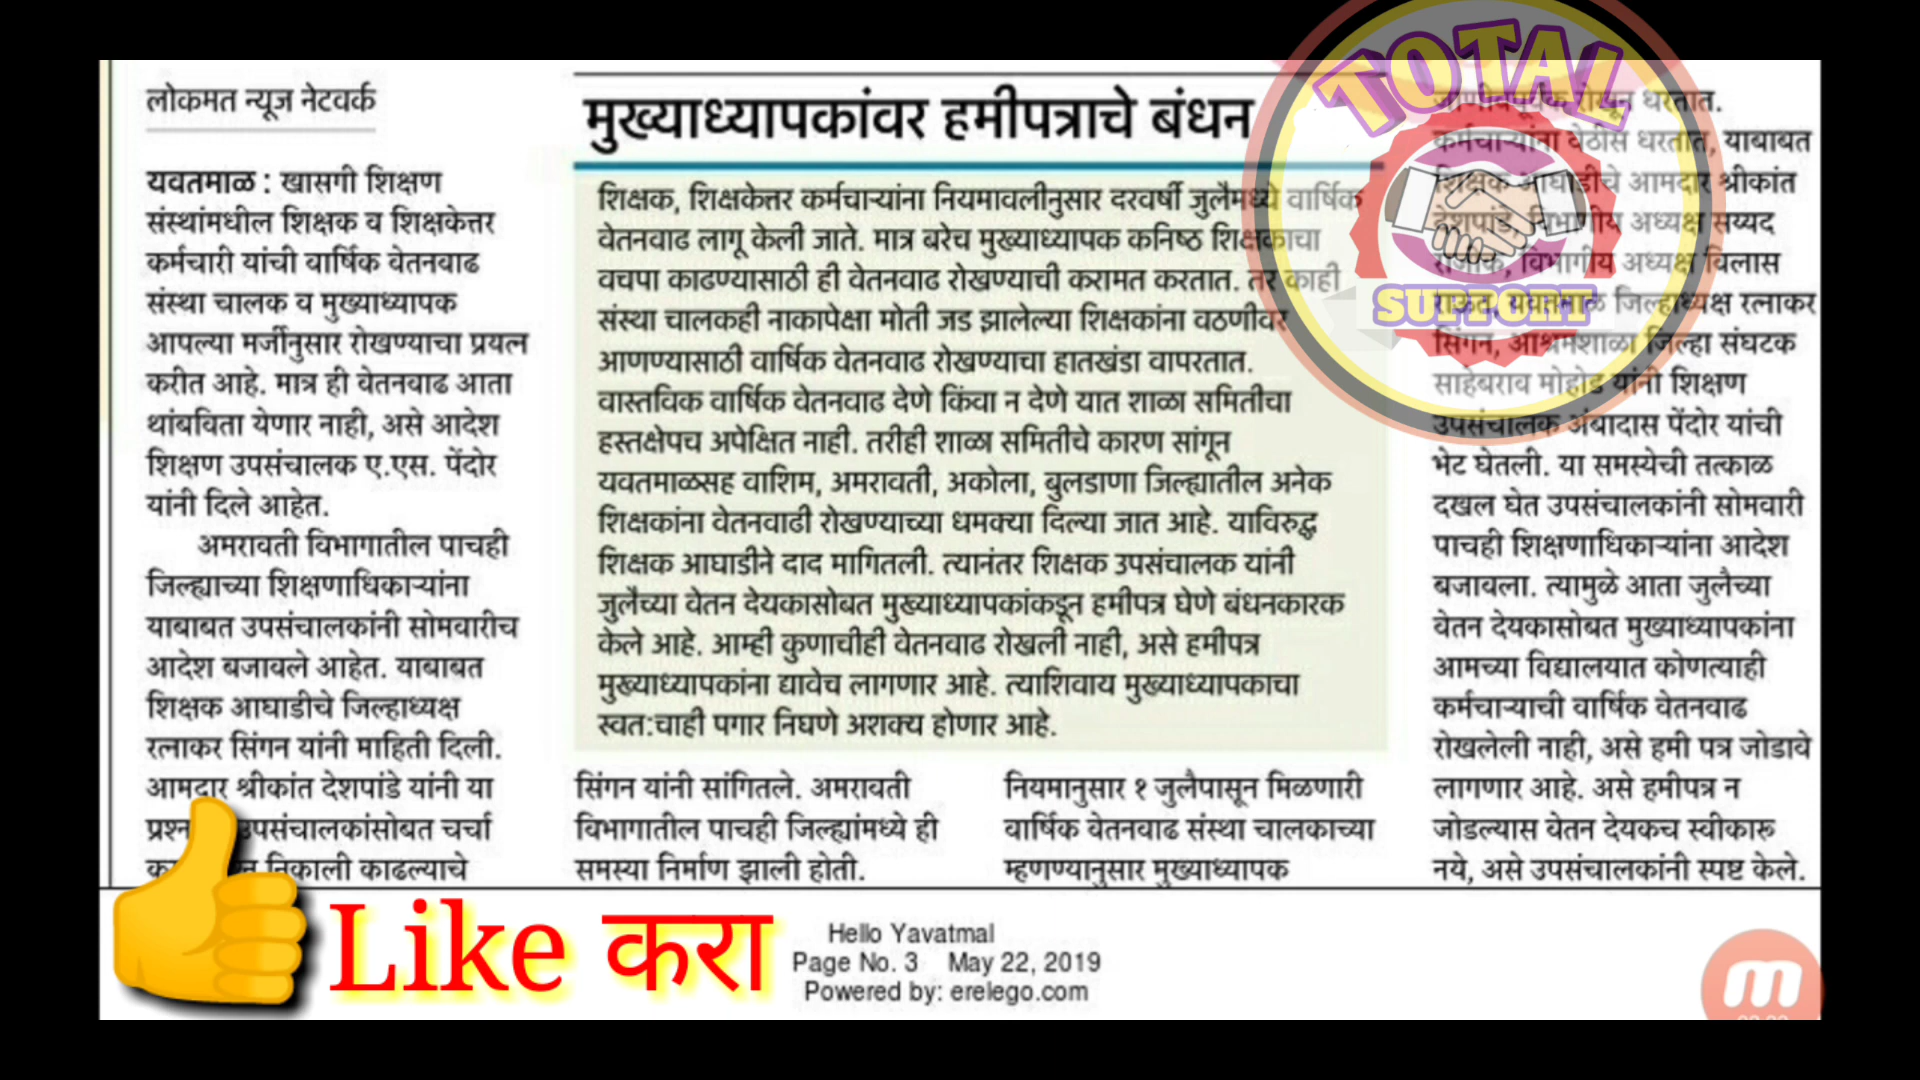 लोकमत न्यूज नेटवर्क
यवतमाळ : खासगी शिक्षण
संस्थांमधील शिक्षक व शिक्षकेत्तर
कर्मचारी यांची वार्षिक वेतनवाढ
संस्था चालक व मुख्याध्यापक
आपल्या मर्जीनुसार रोखण्याचा प्रयत्न
करीत आहे. मात्र ही वेतनवाढ आता
थांबविता येणार नाही, असे आदेश
शिक्षण उपसंचालक ए.एस. पेंदोर
यांनी दिले आहेत.
अमरावती विभागातील पाचही
जिल्ह्याच्या शिक्षणाधिकाऱ्यांना
याबाबत उपसंचालकांनी सोमवारीच
आदेश बजावले आहेत. याबाबत
शिक्षक आघाडीचे जिल्हाध्यक्ष
रत्नाकर सिंगन यांनी माहिती दिली.
आमदार श्रीकांत देशपांडे यांनी या
प्रश्न उपसंचालकांसोबत चर्चा
निकाली काढल्याचे
मुख्याध्यापकांवर हमीपत्राचे बंधन
शिक्षक, शिक्षकेत्तर कर्मचाऱ्यांना नियमावलीनुसार दरवर्षी जुलैमध्ये वार्षिक
वेतनवाढ लागू केली जाते. मात्र बरेच मुख्याध्यापक कनिष्ठ शिक्षकाचा
वचपा काढण्यासाठी ही वेतनवाढ रोखण्याची करामत करतात. तर काही
संस्था चालकही नाकापेक्षा मोती जड झालेल्या शिक्षकांना वठणीवर
आणण्यासाठी वार्षिक वेतनवाढ रोखण्याचा हातखंडा वापरतात.
वास्तविक वार्षिक वेतनवाढ देणे किंवा न देणे यात शाळा समितीचा
हस्तक्षेपच अपेक्षित नाही. तरीही शाळा समितीचे कारण सांगून
यवतमाळसह वाशिम, अमरावती, अकोला, बुलडाणा जिल्ह्यातील अनेक
शिक्षकांना वेतनवाढी रोखण्याच्या धमक्या दिल्या जात आहे. याविरुद्ध
शिक्षक आघाडीने दाद मागितली. त्यानंतर शिक्षक उपसंचालक यांनी
जुलैच्या वेतन देयकासोबत मुख्याध्यापकांकडून हमीपत्र घेणे बंधनकारक
केले आहे. आम्ही कुणाचीही वेतनवाढ रोखली नाही, असे हमीपत्र
मुख्याध्यापकांना द्यावेच लागणार आहे. त्याशिवाय मुख्याध्यापकाचा
स्वत:चाही पगार निघणे अशक्य होणार आहे.
सिंगन यांनी सांगितले. अमरावती
विभागातील पाचही जिल्ह्यांमध्ये ही
समस्या निर्माण झाली होती.
नियमानुसार १ जुलैपासून मिळणारी
वार्षिक वेतनवाढ संस्था चालकाच्या
म्हणण्यानुसार मुख्याध्यापक
रोखून धरतात.
कर्मचाऱ्यांना वेठीस धरतात, याबाबत
शिक्षक आघाडीचे आमदार श्रीकांत
देशपांडे, विभागीय अध्यक्ष सय्यद
विभागीय अध्यक्ष विलास
यवतमाळ जिल्हाध्यक्ष रत्नाकर
सिंगन, आश्रमशाळा जिल्हा संघटक
साहेबराव मोहोड यांनी शिक्षण
उपसंचालक अंबादास पेंदोर यांची
भेट घेतली. या समस्येची तत्काळ
दखल घेत उपसंचालकांनी सोमवारी
पाचही शिक्षणाधिकाऱ्यांना आदेश
बजावला. त्यामुळे आता जुलैच्या
वेतन देयकासोबत मुख्याध्यापकांना
आमच्या विद्यालयात कोणत्याही
कर्मचाऱ्याची वार्षिक वेतनवाढ
रोखलेली नाही, असे हमी पत्र जोडावे
लागणार आहे. असे हमीपत्र न
जोडल्यास वेतन देयकच स्वीकारू
नये, असे उपसंचालकांनी स्पष्ट केले.
TOTAL
SUPPORT
Like करा
Hello Yavatmal
Page No. 3 May 22, 2019
Powered by: erelego.com